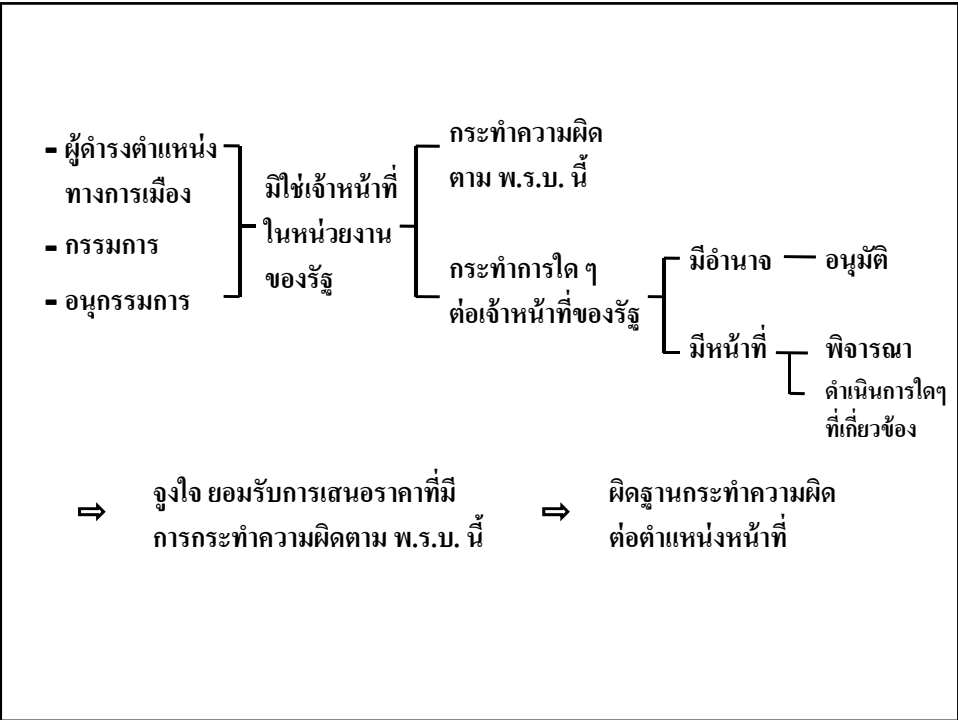 - ผู้ดำรงตำแหน่ง
ทางการเมือง
- กรรมการ
- อนุกรรมการ
มิใช่เจ้าหน้าที่
ในหน่วยงาน
ของรัฐ
กระทำความผิด
ตาม พ.ร.บ. นี้
กระทำการใด ๆ
ต่อเจ้าหน้าที่ของรัฐ
มีอำนาจ
อนุมัติ
มีหน้าที่
พิจารณา
ดำเนินการใดๆ
ที่เกี่ยวข้อง
⇨ จูงใจ ยอมรับการเสนอราคาที่มี
การกระทำความผิดตาม พ.ร.บ. นี้
⇨ ผิดฐานกระทำความผิด
ต่อตำแหน่งหน้าที่